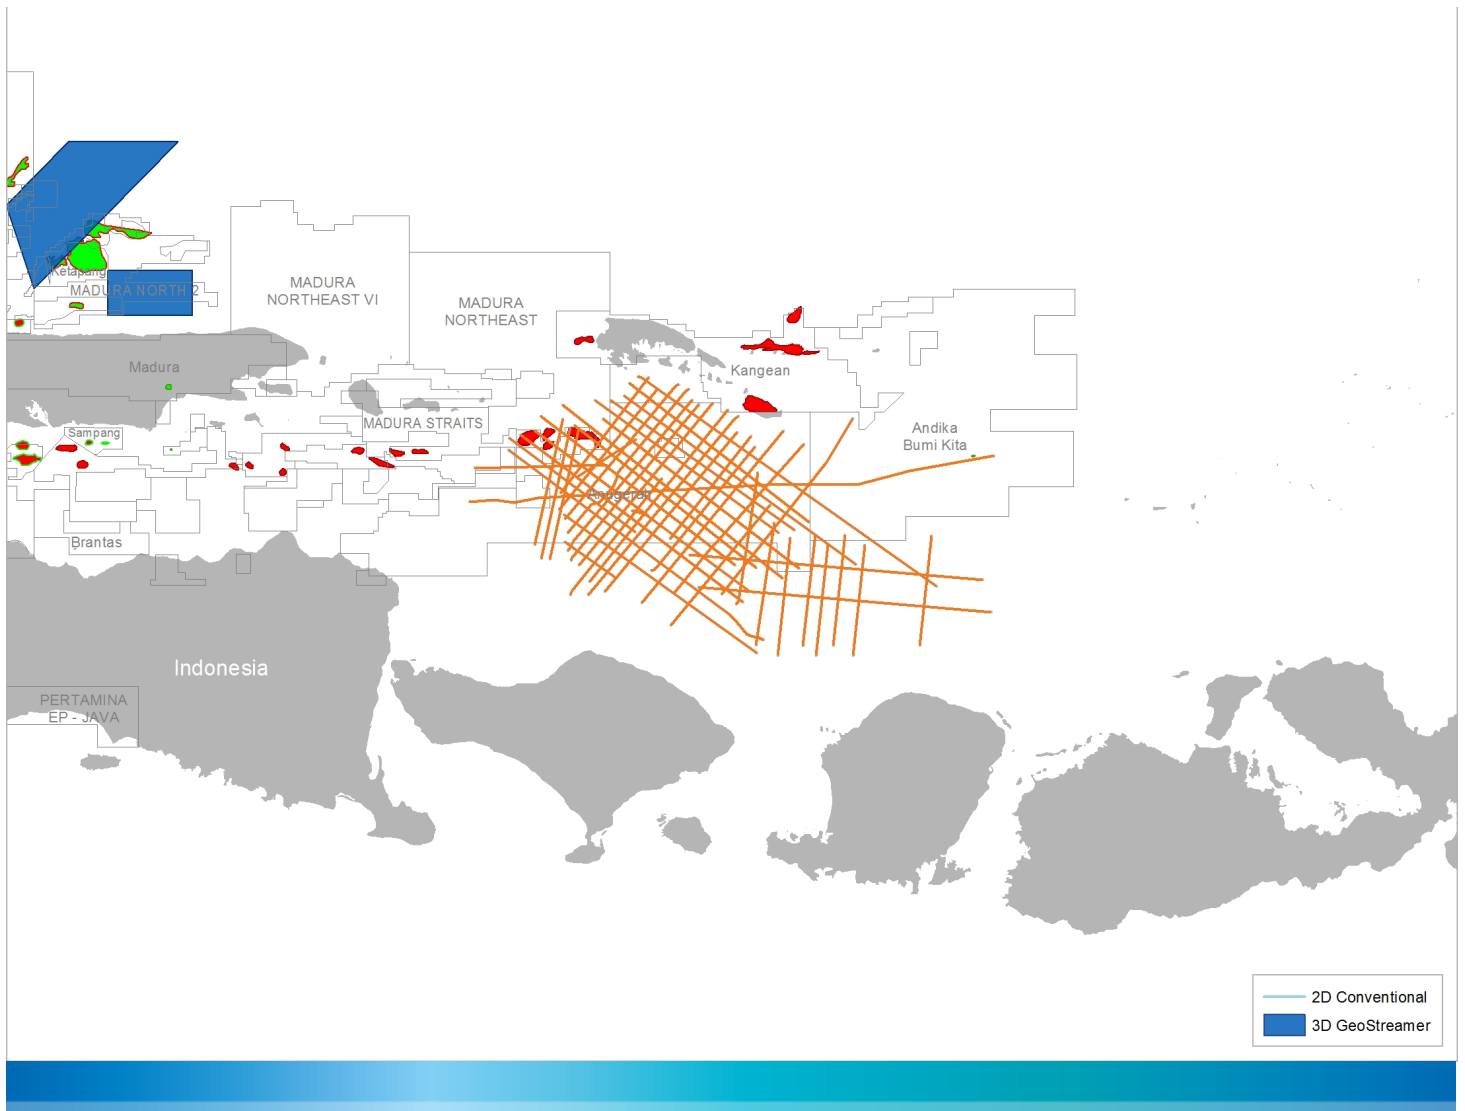 Ketapang
MADURA NORTH 2
MADURA
NORTHEAST VI
MADURA
NORTHEAST
Madura
Kangean
MADURA STRAITS
Sampang
Andika
Bumi Kita
Anugerah
Brantas
Indonesia
PERTAMINA
EP - JAVA
2D Conventional
3D GeoStreamer